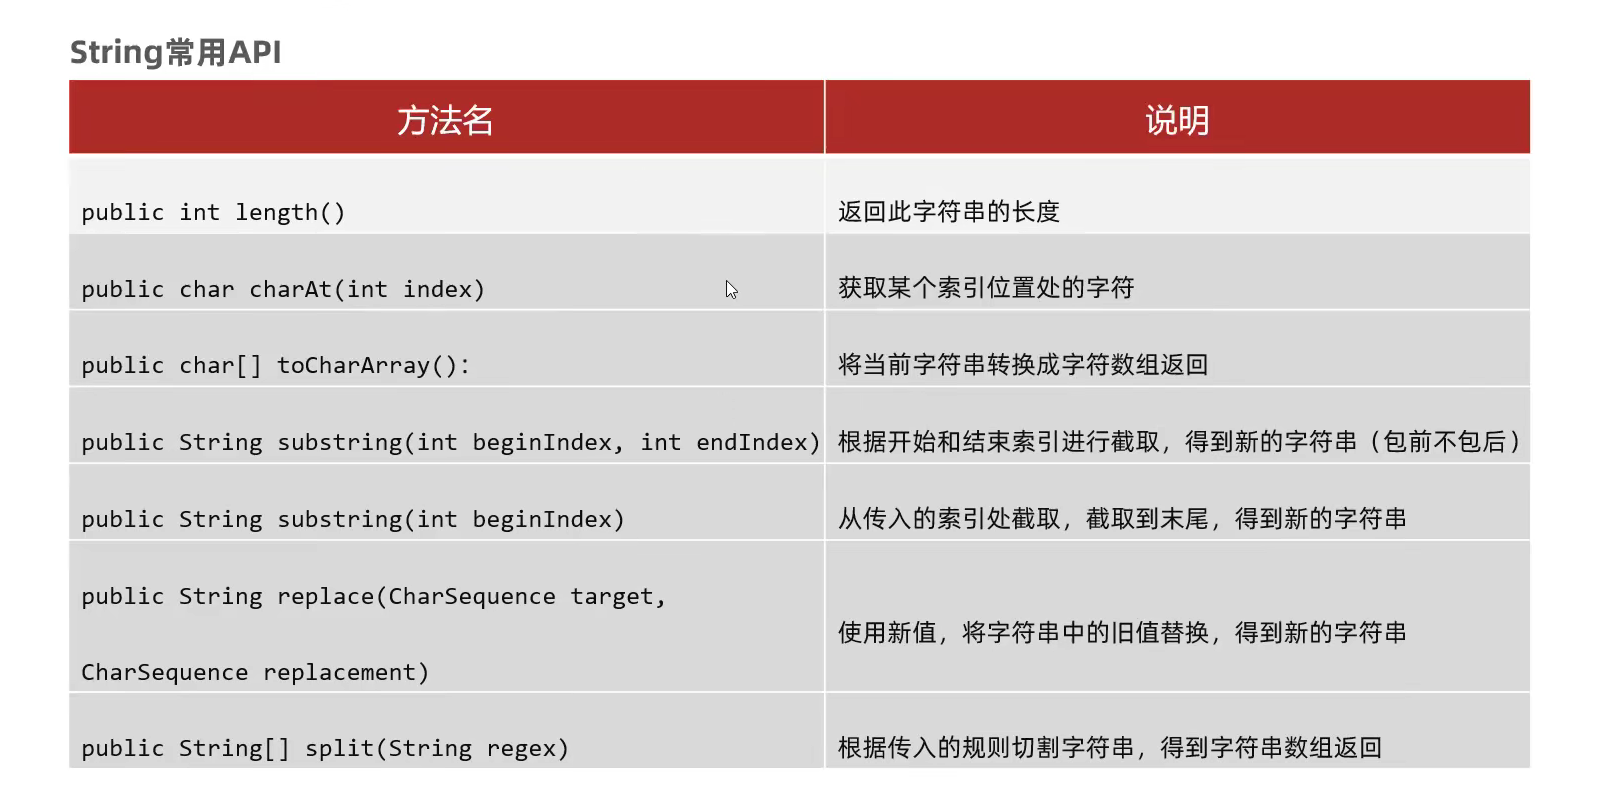 String常用API
方法名
说明
public int length()
返回此字符串的长度
public char charAt(int index)
获取某个索引位置处的字符
public char[] toCharArray():
将当前字符串转换成字符数组返回
public String substring(int beginIndex, int endIndex)
根据开始和结束索引进行截取，得到新的字符串（包前不包后）
public String substring(int beginIndex)
从传入的索引处截取，截取到末尾，得到新的字符串
public String replace(CharSequence target,
CharSequence replacement)
使用新值，将字符串中的旧值替换，得到新的字符串
public String[] split(String regex)
根据传入的规则切割字符串，得到字符串数组返回